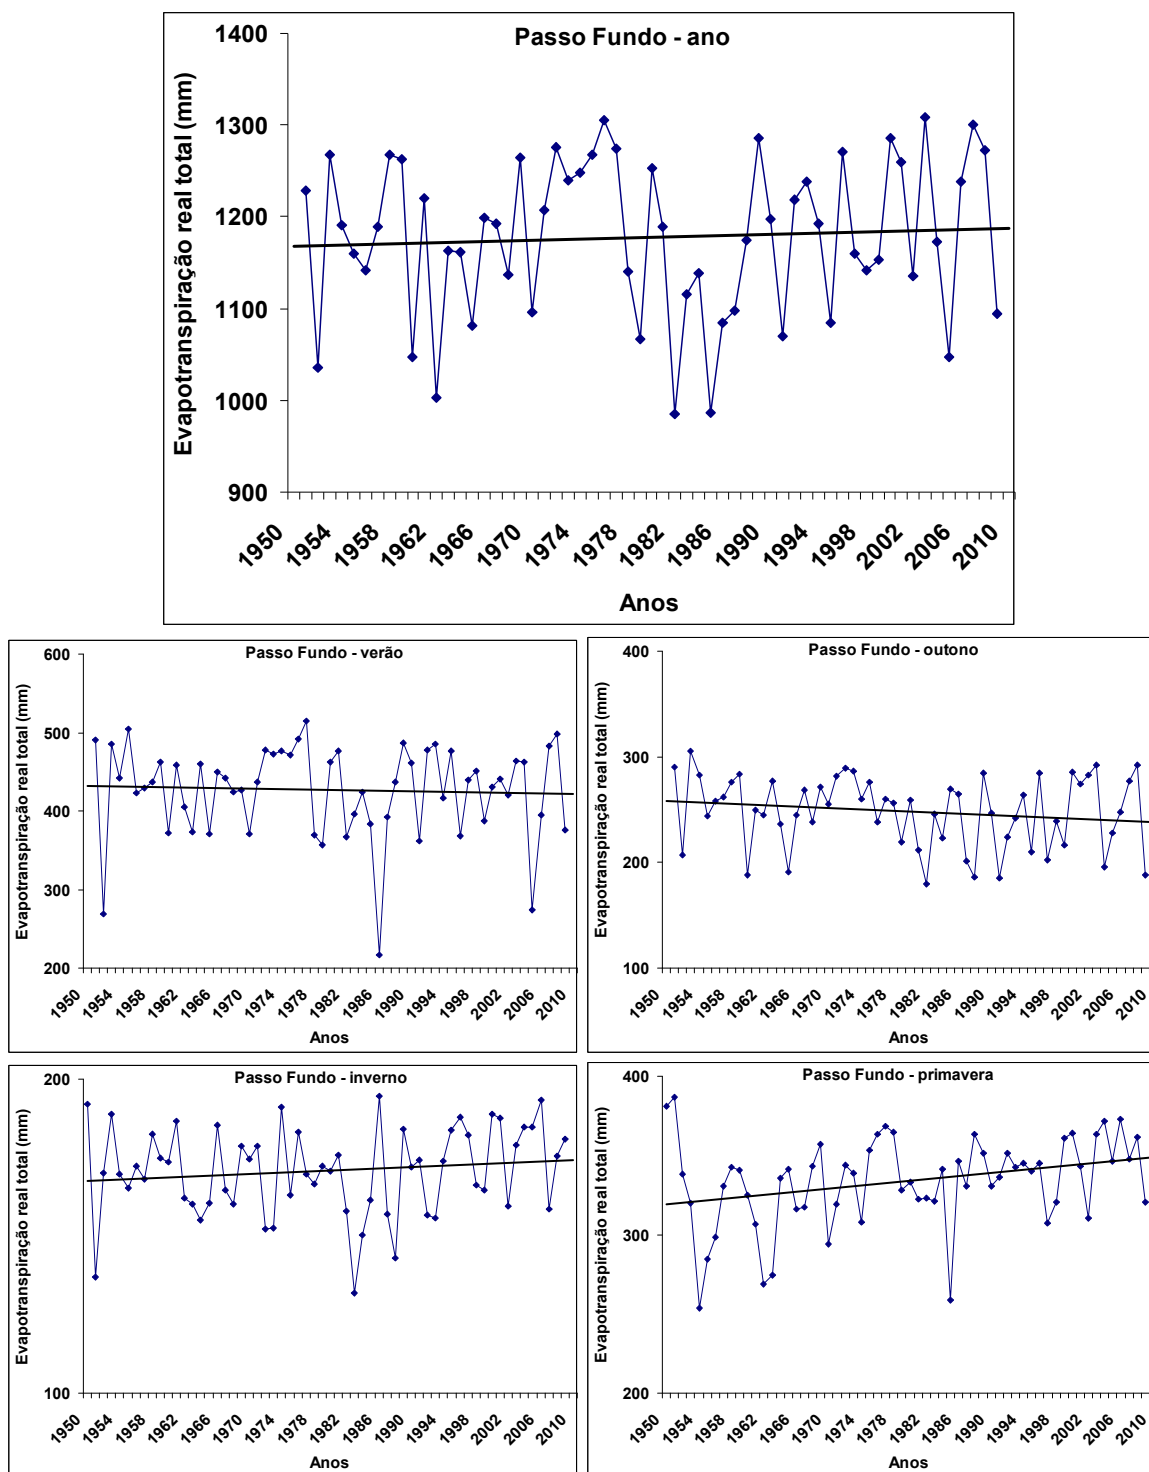 Passo Fundo - ano
Evapotranspiração real total (mm)
1400
1300
1200
1100
1000
900
1950 1954 1958 1962 1966 1970 1974 1978 1982 1986 1990 1994 1998 2002 2006 2010
Anos
Passo Fundo - verão
Evapotranspiração real total (mm)
600
500
400
300
200
1950 1954 1958 1962 1966 1970 1974 1978 1982 1986 1990 1994 1998 2002 2006 2010
Anos
Passo Fundo - outono
Evapotranspiração real total (mm)
400
300
200
100
1950 1954 1958 1962 1966 1970 1974 1978 1982 1986 1990 1994 1998 2002 2006 2010
Anos
Passo Fundo - inverno
Evapotranspiração real total (mm)
200
100
1950 1954 1958 1962 1966 1970 1974 1978 1982 1986 1990 1994 1998 2002 2006 2010
Anos
Passo Fundo - primavera
Evapotranspiração real total (mm)
400
300
200
1950 1954 1958 1962 1966 1970 1974 1978 1982 1986 1990 1994 1998 2002 2006 2010
Anos